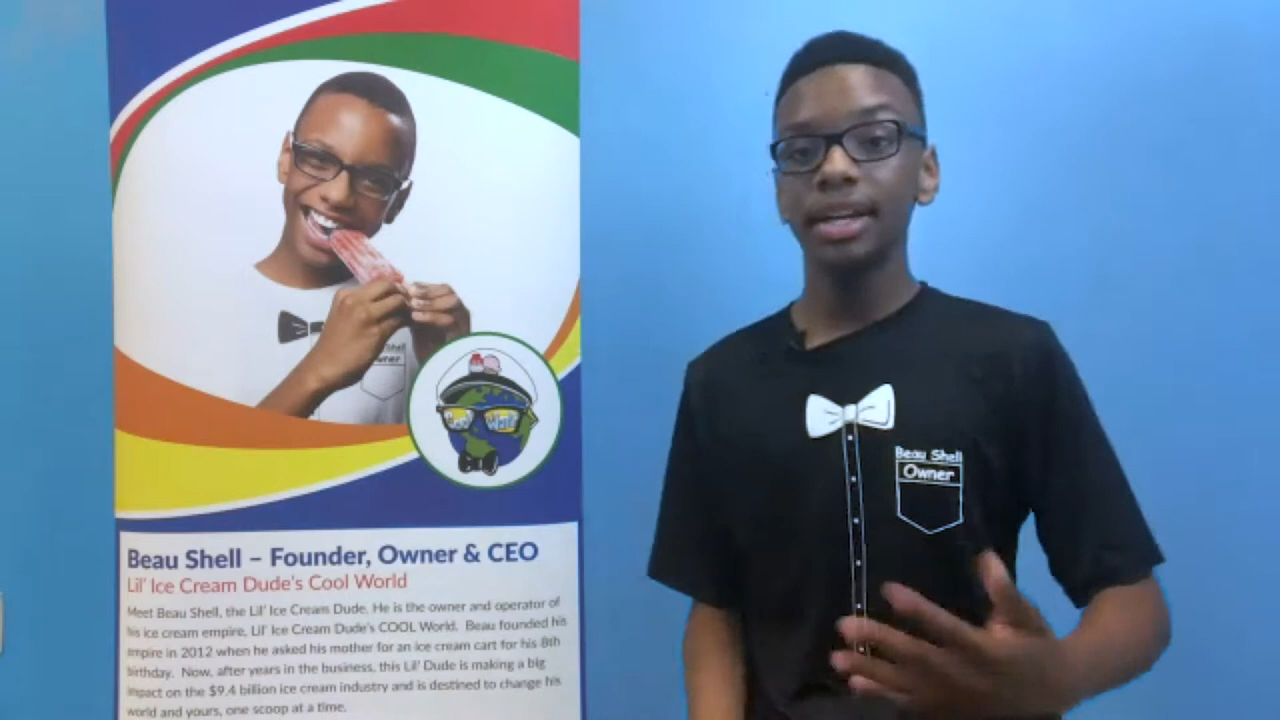 Owner
Beau Shell
Owner
Beau Shell – Founder, Owner & CEO
Lil' Ice Cream Dude's Cool World
Meet Beau Shell, the Lil' Ice Cream Dude. He is the owner and operator of
his ice cream empire, Lil' Ice Cream Dude's COOL World. Beau founded his
empire in 2012 when he asked his mother for an ice cream cart for his 8th
birthday. Now, after years in the business, this Lil' Dude is making a big
impact on the $9.4 billion ice cream industry and is destined to change his
world and yours, one scoop at a time.